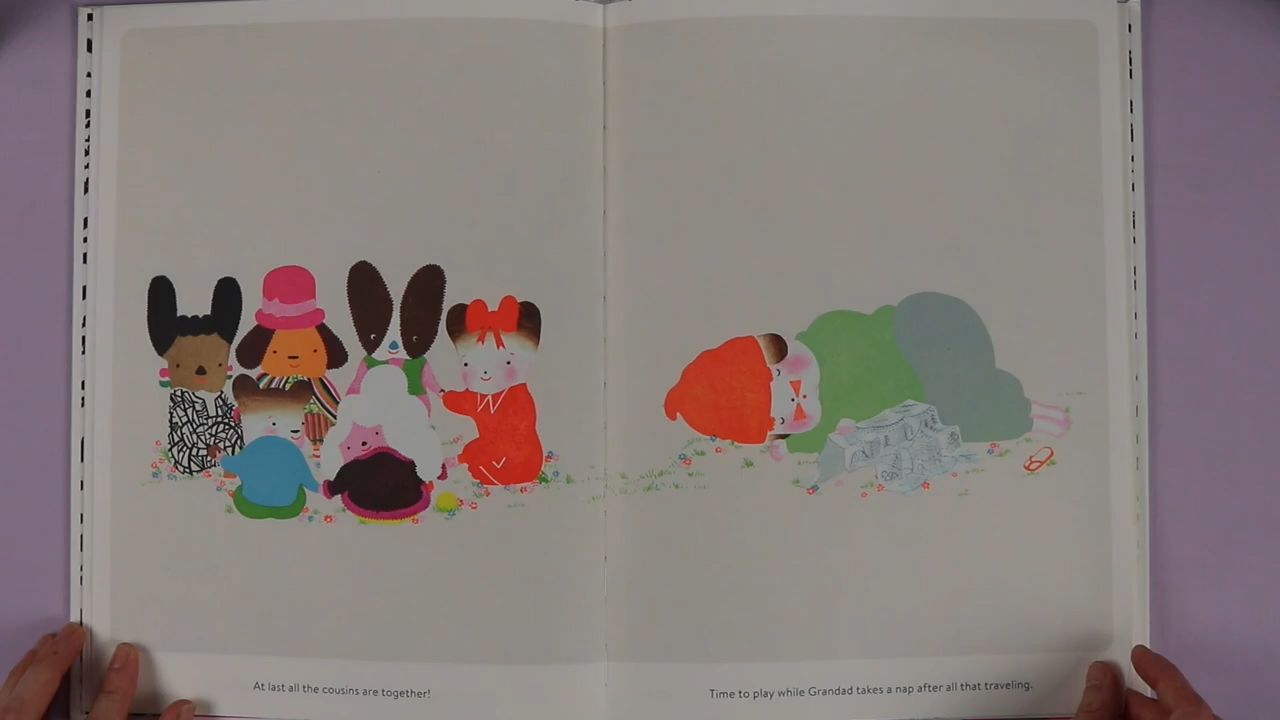 At last all the cousins are together!
Time to play while Grandad takes a nap after all that traveling.